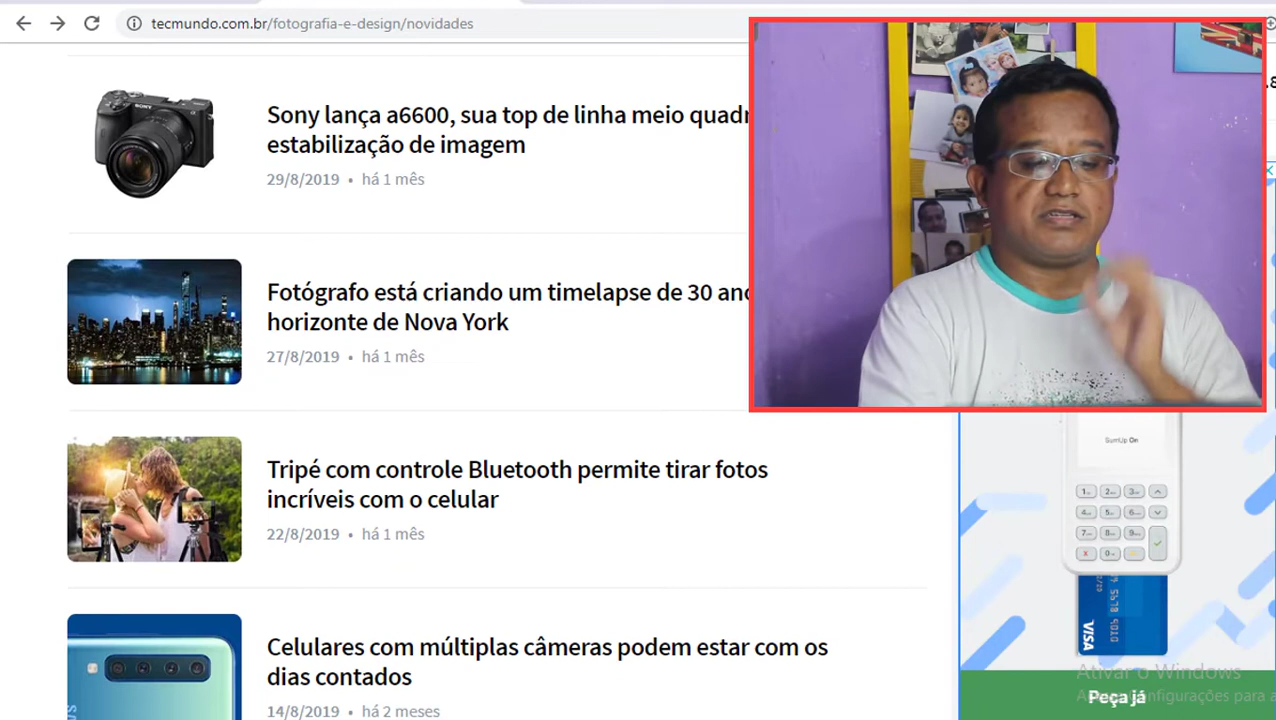 tecmundo.com.br/fotografia-e-design/novidades
Sony lança a6600, sua top de linha meio quadr
estabilização de imagem
29/8/2019 • há 1 mês
SONY
Fotógrafo está criando um timelapse de 30 ano
horizonte de Nova York
27/8/2019 • há 1 mês
Tripé com controle Bluetooth permite tirar fotos
incríveis com o celular
22/8/2019 • há 1 mês
Celulares com múltiplas câmeras podem estar com os
dias contados
14/8/2019 • há 2 meses
SumUp On
VISA
Ativar o Windows
Peça já